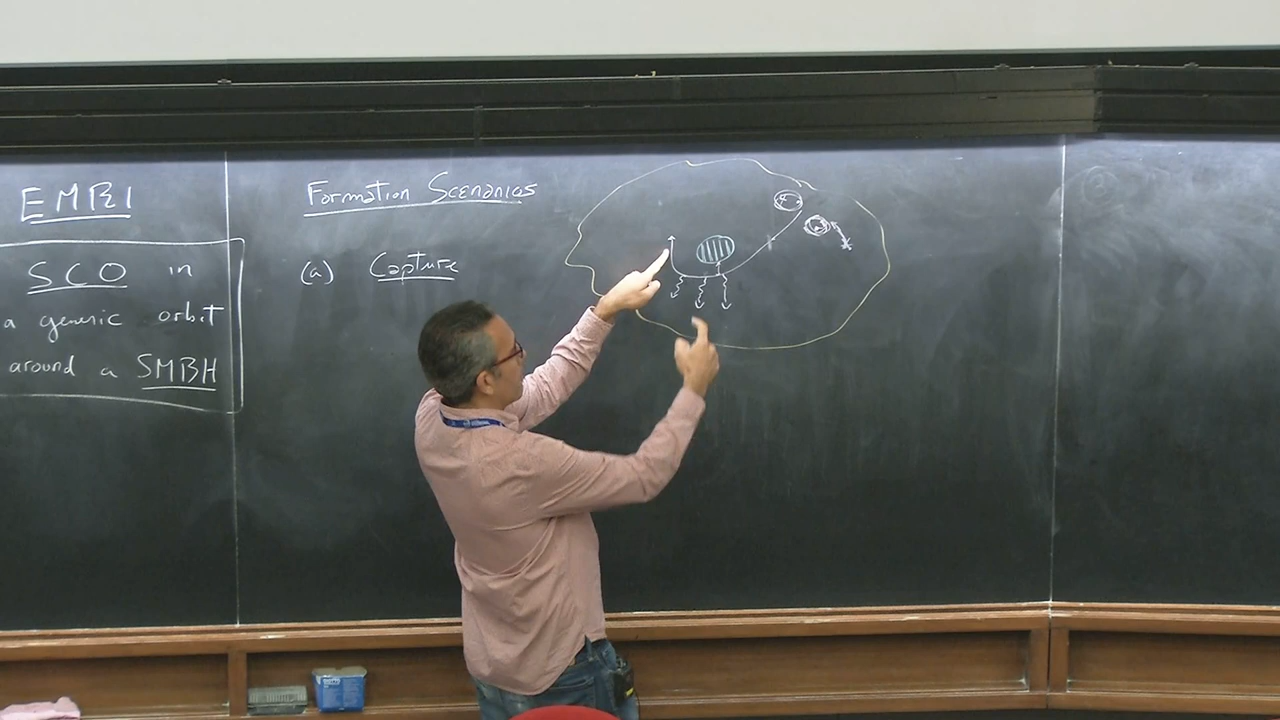 EMRI
SCO in
a generic orbit
around a SMBH
Formation Scenarios
(a) Capture